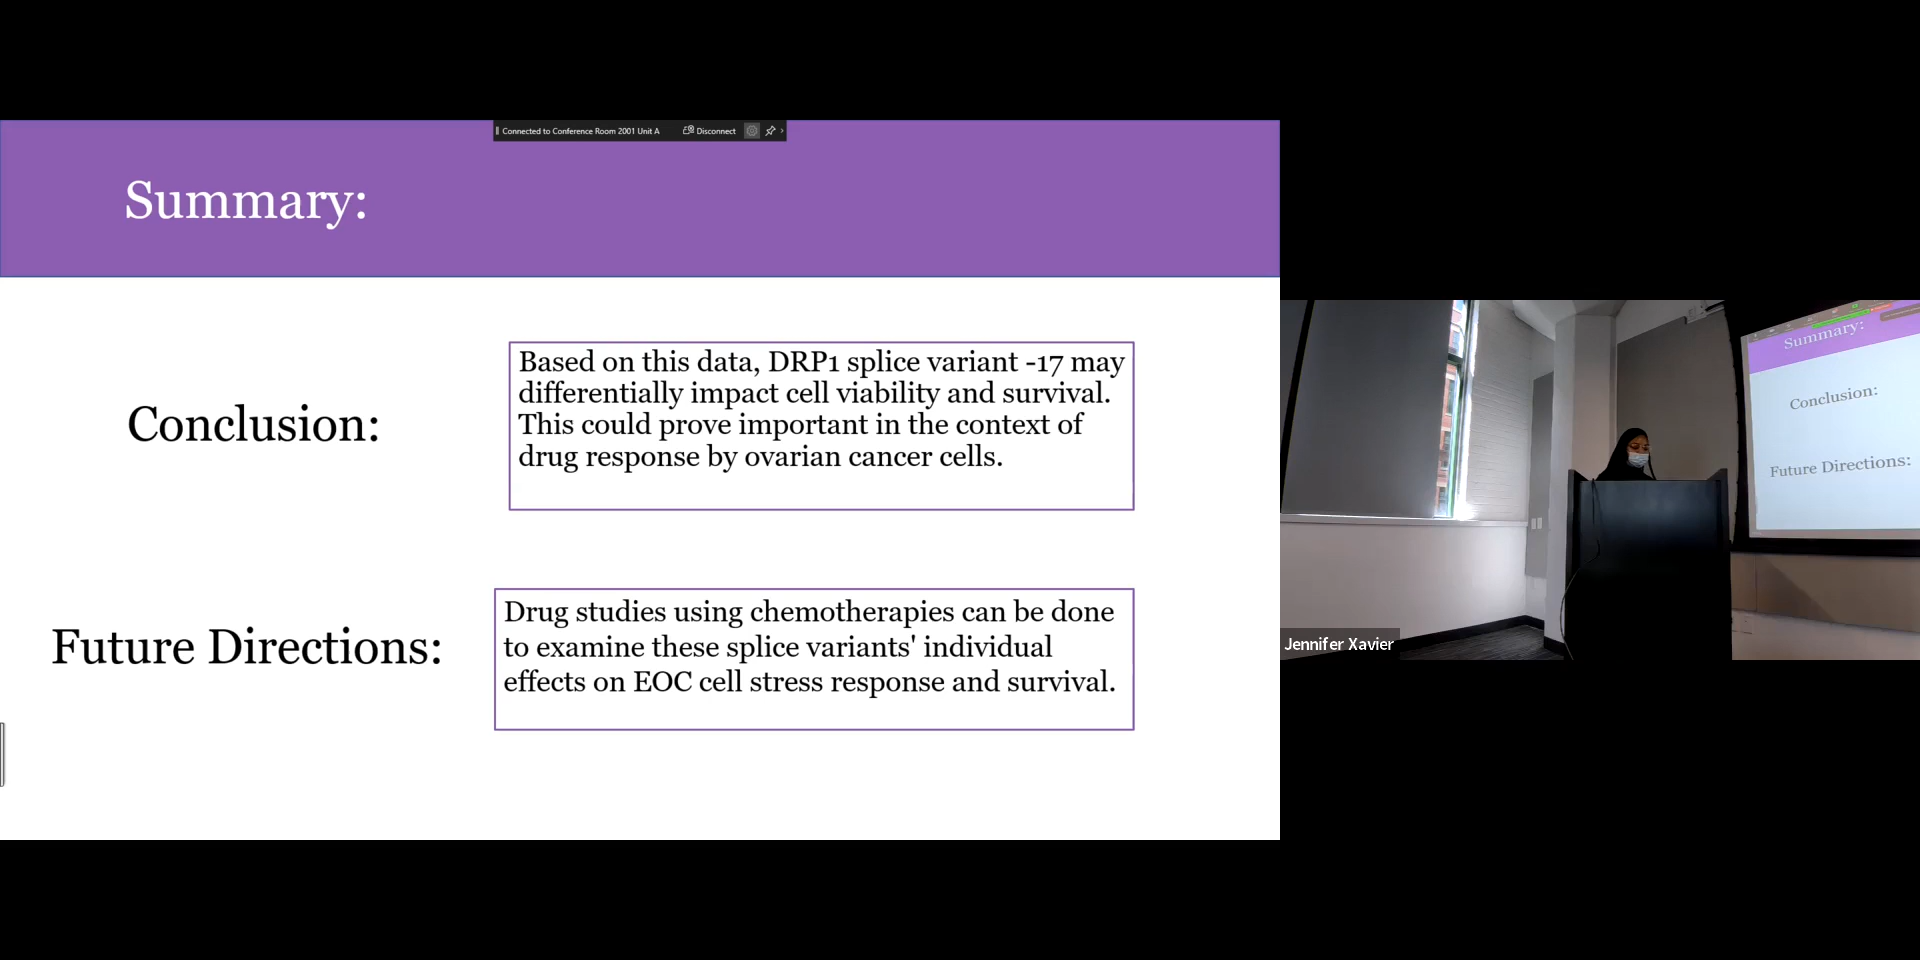 Connected to Conference Room 2001 Unit A Disconnect
Summary:
Conclusion:
Based on this data, DRP1 splice variant -17 may
differentially impact cell viability and survival.
This could prove important in the context of
drug response by ovarian cancer cells.
Future Directions:
Drug studies using chemotherapies can be done
to examine these splice variants' individual
effects on EOC cell stress response and survival.
Summary:
Conclusion:
Future Directions:
Jennifer Xavier